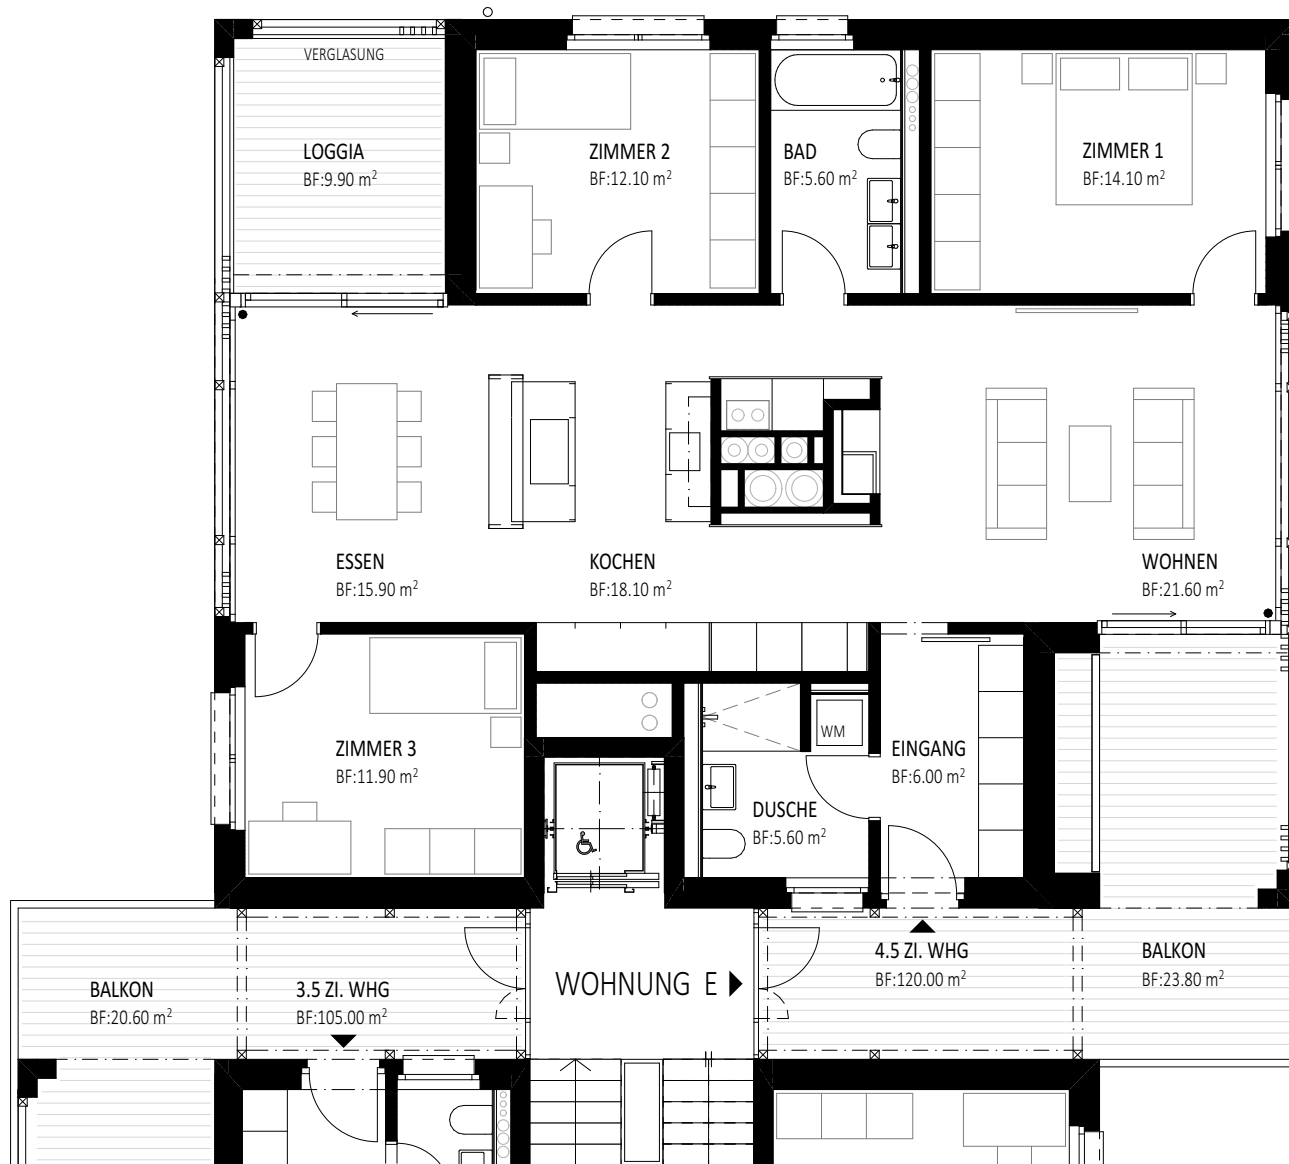 VERGLASUNG
LOGGIA
BF:9.90 m²
ZIMMER 2
BF:12.10 m²
BAD
BF:5.60 m²
ZIMMER 1
BF:14.10 m²
ESSEN
BF:15.90 m²
KOCHEN
BF:18.10 m²
WOHNEN
BF:21.60 m²
ZIMMER 3
BF:11.90 m²
WM
DUSCHE
BF:5.60 m²
EINGANG
BF:6.00 m²
BALKON
BF:20.60 m²
3.5 ZI. WHG
BF:105.00 m²
WOHNUNG E
4.5 ZI. WHG
BF:120.00 m²
BALKON
BF:23.80 m²